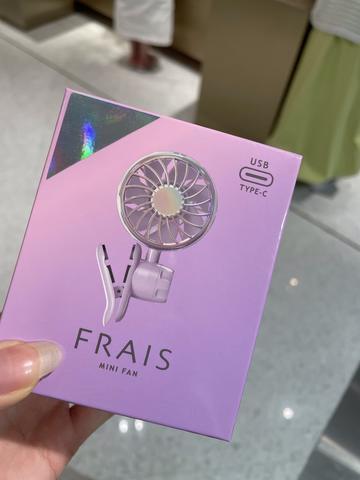 USB
TYPE-C
FRAIS
MINI FAN